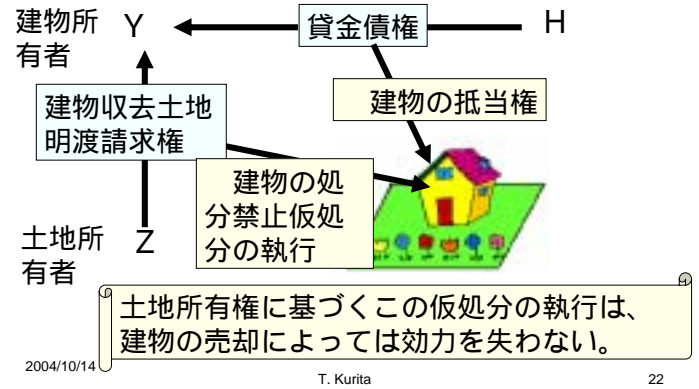 建物所
有者
Y
貸金債権
H
建物の抵当権
建物収去土地
明渡請求権
建物の処
分禁止仮処
分の執行
土地所
有者
Z
土地所有権に基づくこの仮処分の執行は、
建物の売却によっては効力を失わない。
2004/10/14
T. Kurita
22